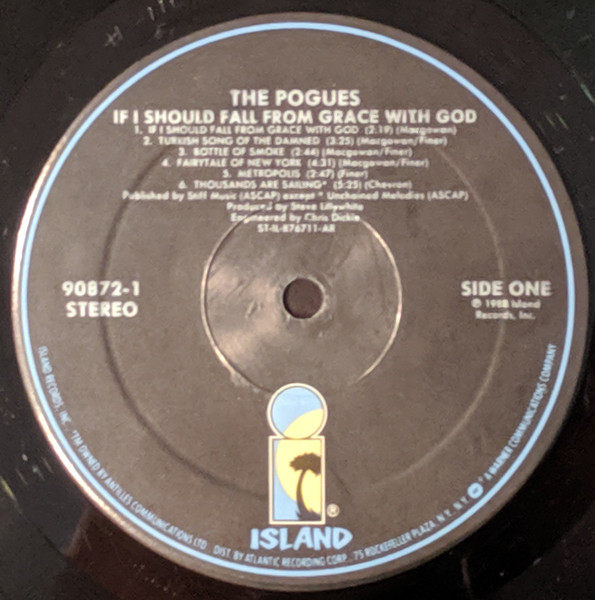 THE POGUES
IF I SHOULD FALL FROM GRACE WITH GOD
1. IF I SHOULD FALL FROM GRACE WITH GOD (2:19) (Macgowan)
2. TURKISH SONG OF THE DAMNED (3:25) (Macgowan/Finer)
3. BOTTLE OF SMOKE (2:44) (Macgowan/Finer)
4. FAIRYTALE OF NEW YORK (4:31) (Macgowan/Finer)
5. METROPOLIS (2:47) (Finer)
6. THOUSANDS ARE SAILING* (5:25) (Chevron)
Published by Stiff Music (ASCAP) except * Unchained Melodies (ASCAP)
Produced by Steve Lillywhite
Engineered by Chris Dickie
ST-IL-876711-AR
90872-1
STEREO
SIDE ONE
℗ 1988 Island
Records, Inc.
®
ISLAND
ISLAND RECORDS, INC. *TM OWNED BY ANTILLES COMMUNICATIONS LTD. DIST. BY ATLANTIC RECORDING CORP., 75 ROCKEFELLER PLAZA, N.Y., N.Y. ® A WARNER COMMUNICATIONS COMPANY